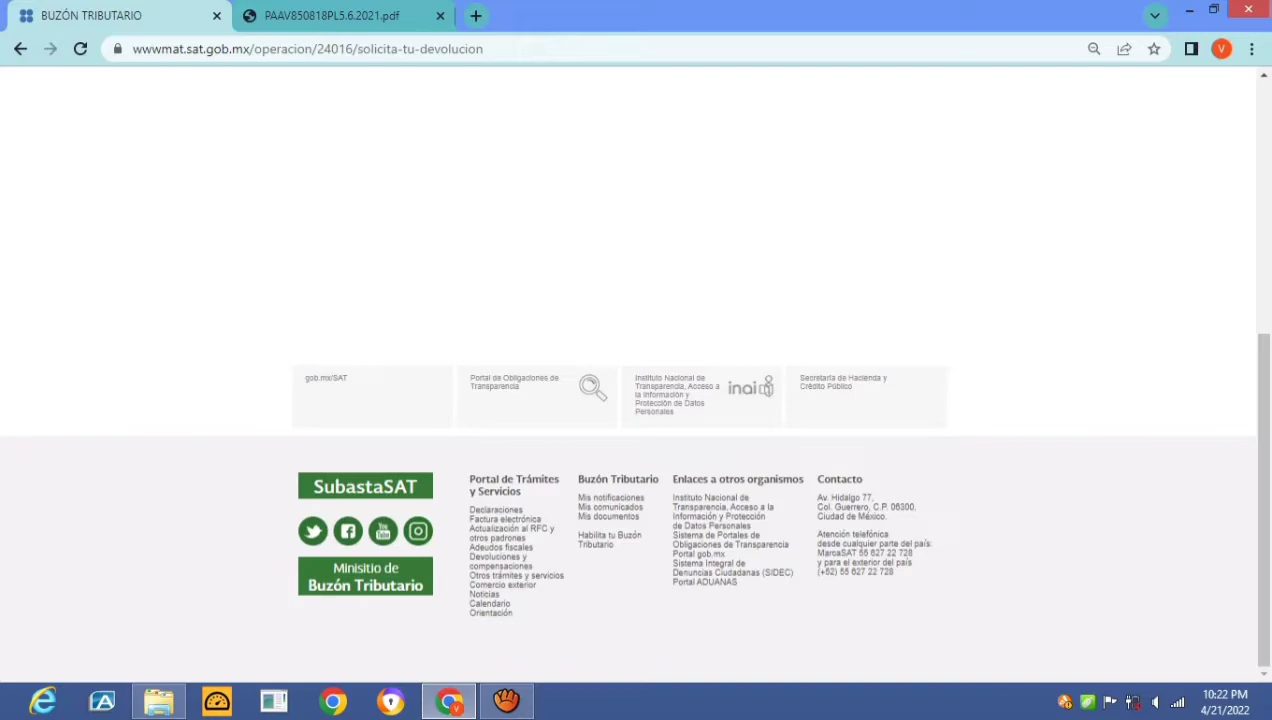 BUZÓN TRIBUTARIO
PAAV850818PL5.6.2021.pdf
wwwmat.sat.gob.mx/operacion/24016/solicita-tu-devolucion
V
gob.mx/SAT
Portal de Obligaciones de
Transparencia
Instituto Nacional de
Transparencia, Acceso a
la Información y
Protección de Datos
Personales
inai
Secretaría de Hacienda y
Crédito Público
SubastaSAT
You
Tube
Minisitio de
Buzón Tributario
Portal de Trámites
y Servicios
Declaraciones
Factura electrónica
Actualización al RFC y
otros padrones
Adeudos fiscales
Devoluciones y
compensaciones
Otros trámites y servicios
Comercio exterior
Noticias
Calendario
Orientación
Buzón Tributario
Mis notificaciones
Mis comunicados
Mis documentos
Habilita tu Buzón
Tributario
Enlaces a otros organismos
Instituto Nacional de
Transparencia, Acceso a la
Información y Protección
de Datos Personales
Sistema de Portales de
Obligaciones de Transparencia
Portal gob.mx
Sistema Integral de
Denuncias Ciudadanas (SIDEC)
Portal ADUANAS
Contacto
Av. Hidalgo 77,
Col. Guerrero, C.P. 06300,
Ciudad de México.
Atención telefónica
desde cualquier parte del país:
MarcaSAT 55 627 22 728
y para el exterior del país
(+52) 55 627 22 728
V
10:22 PM
4/21/2022